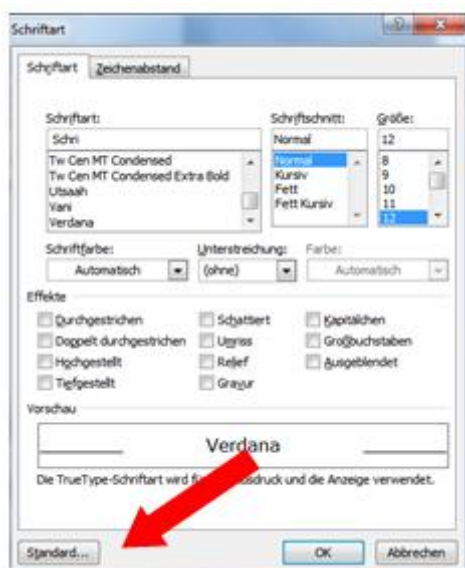 Schriftart
Schriftart Zeichenabstand
Schriftart: Schriftschnitt: Größe:
Schri Normal 12
Tw Cen MT Condensed Normal 8
Tw Cen MT Condensed Extra Bold Kursiv 9
Utsaah Fett 10
Vani Fett Kursiv 11
Verdana 12
Schriftfarbe: Unterstreichung: Farbe:
Automatisch (ohne) Automatisch
Effekte
Durchgestrichen Schattiert Kapitälchen
Doppelt durchgestrichen Umriss Großbuchstaben
Hochgestellt Relief Ausgeblendet
Tiefgestellt Gravur
Vorschau
Verdana
Die TrueType-Schriftart wird und die Anzeige verwendet.
Standard... OK Abbrechen